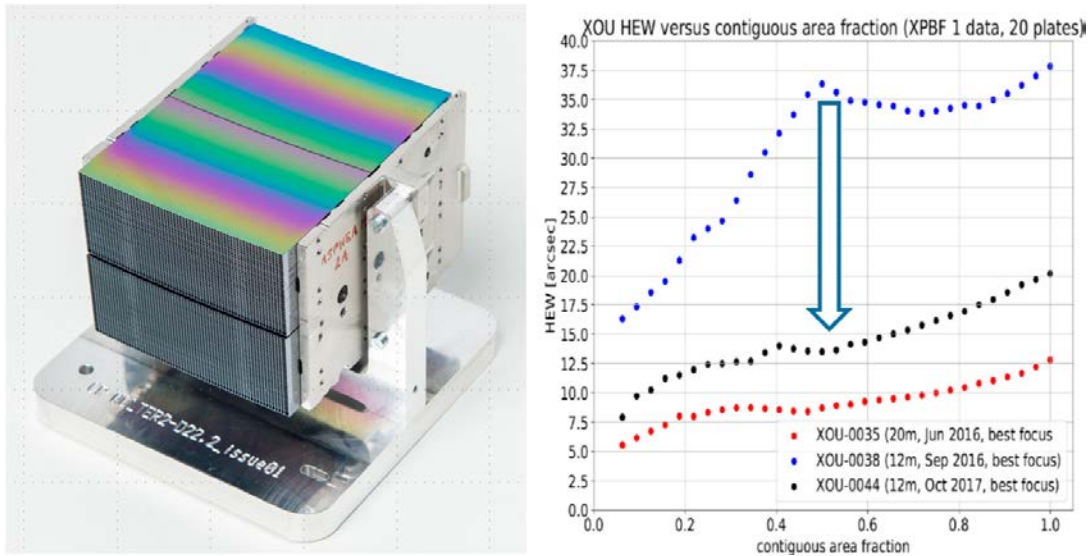 TER2-D22.2_issue01
XOU HEW versus contiguous area fraction (XPBF 1 data, 20 plates)
HEW [arcsec]
40.0
37.5
35.0
32.5
30.0
27.5
25.0
22.5
20.0
17.5
15.0
12.5
10.0
7.5
5.0
2.5
0.0
XOU-0035 (20m, Jun 2016, best focus
XOU-0038 (12m, Sep 2016, best focus)
XOU-0044 (12m, Oct 2017, best focus)
0.0 0.2 0.4 0.6 0.8 1.0
contiguous area fraction